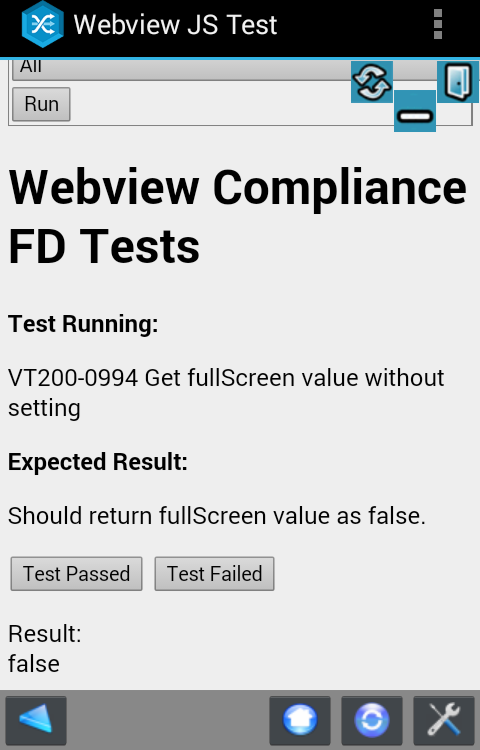 Webview JS Test
All
Run
Webview Compliance
FD Tests
Test Running:
VT200-0994 Get fullScreen value without
setting
Expected Result:
Should return fullScreen value as false.
Test Passed Test Failed
Result:
false